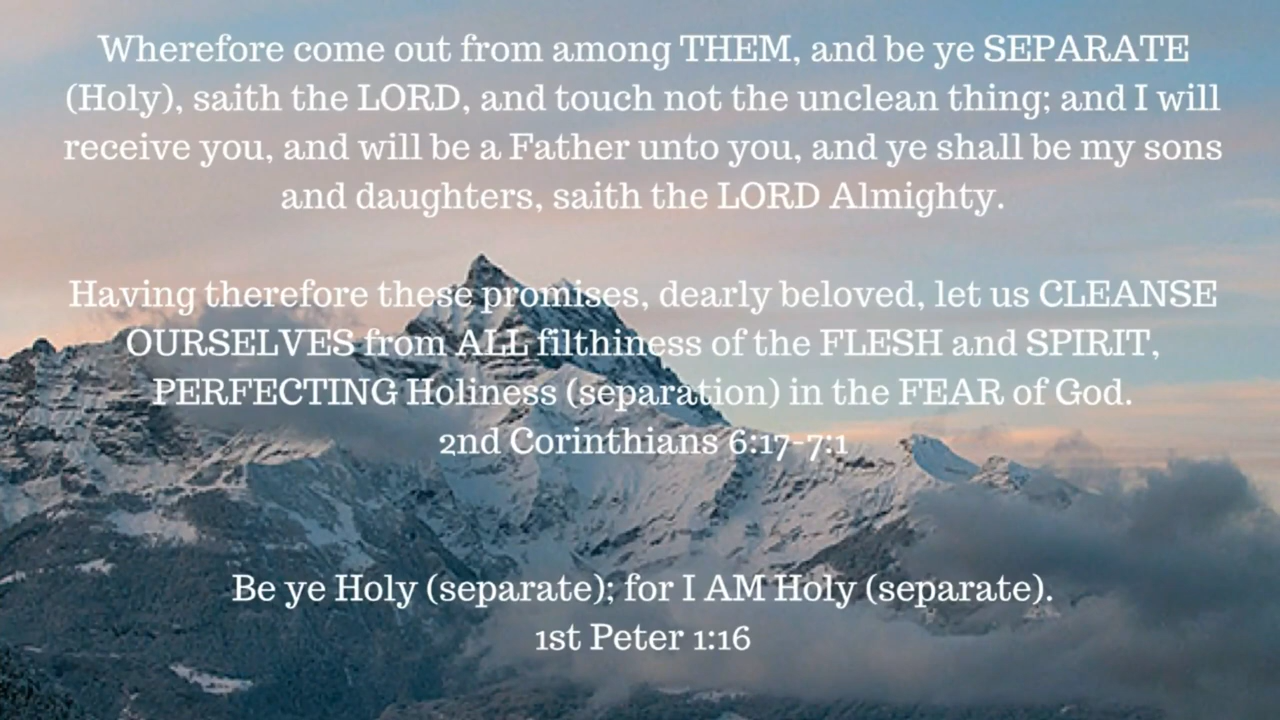 Wherefore come out from among THEM, and be ye SEPARATE
(Holy), saith the LORD, and touch not the unclean thing; and I will
receive you, and will be a Father unto you, and ye shall be my sons
and daughters, saith the LORD Almighty.
Having therefore these promises, dearly beloved, let us CLEANSE
OURSELVES from ALL filthiness of the FLESH and SPIRIT,
PERFECTING Holiness (separation) in the FEAR of God.
2nd Corinthians 6:17-7:1
Be ye Holy (separate); for I AM Holy (separate).
1st Peter 1:16